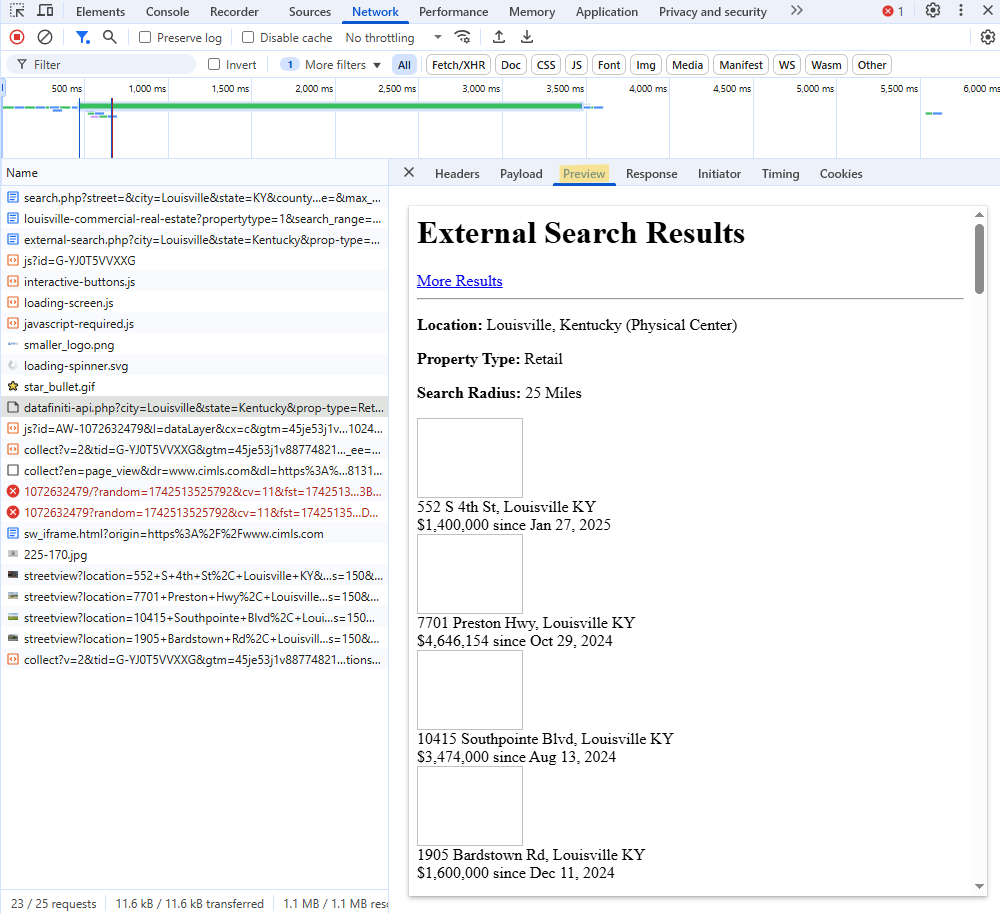 Elements Console Recorder Sources Network Performance Memory Application Privacy and security 1
Preserve log Disable cache No throttling
Filter Invert 1 More filters All Fetch/XHR Doc CSS JS Font Img Media Manifest WS Wasm Other
500 ms 1,000 ms 1,500 ms 2,000 ms 2,500 ms 3,000 ms 3,500 ms 4,000 ms 4,500 ms 5,000 ms 5,500 ms 6,000 ms
Name
Headers Payload Preview Response Initiator Timing Cookies
search.php?street=&city=Louisville&state=KY&county...e=&max_...
louisville-commercial-real-estate?propertytype=1&search_range=...
external-search.php?city=Louisville&state=Kentucky&prop-type=...
js?id=G-YJ0T5VVXXG
interactive-buttons.js
loading-screen.js
javascript-required.js
smaller_logo.png
loading-spinner.svg
star_bullet.gif
datafiniti-api.php?city=Louisville&state=Kentucky&prop-type=Ret...
js?id=AW-1072632479&l=dataLayer&cx=c&gtm=45je53j1v...1024...
collect?v=2&tid=G-YJ0T5VVXXG&gtm=45je53j1v88774821..._ee=...
collect?en=page_view&dr=www.cimls.com&dl=https%3A%...8131...
1072632479/?random=1742513525792&cv=11&fst=1742513...3B...
1072632479?random=1742513525792&cv=11&fst=17425135...D...
sw_iframe.html?origin=https%3A%2F%2Fwww.cimls.com
225-170.jpg
streetview?location=552+S+4th+St%2C+Louisville+KY&...s=150&...
streetview?location=7701+Preston+Hwy%2C+Louisville...s=150&...
streetview?location=10415+Southpointe+Blvd%2C+Loui...s=150...
streetview?location=1905+Bardstown+Rd%2C+Louisvill...s=150&...
collect?v=2&tid=G-YJ0T5VVXXG&gtm=45je53j1v88774821...tions...
External Search Results
More Results
Location: Louisville, Kentucky (Physical Center)
Property Type: Retail
Search Radius: 25 Miles
552 S 4th St, Louisville KY
$1,400,000 since Jan 27, 2025
7701 Preston Hwy, Louisville KY
$4,646,154 since Oct 29, 2024
10415 Southpointe Blvd, Louisville KY
$3,474,000 since Aug 13, 2024
1905 Bardstown Rd, Louisville KY
$1,600,000 since Dec 11, 2024
23 / 25 requests 11.6 kB / 11.6 kB transferred 1.1 MB / 1.1 MB res